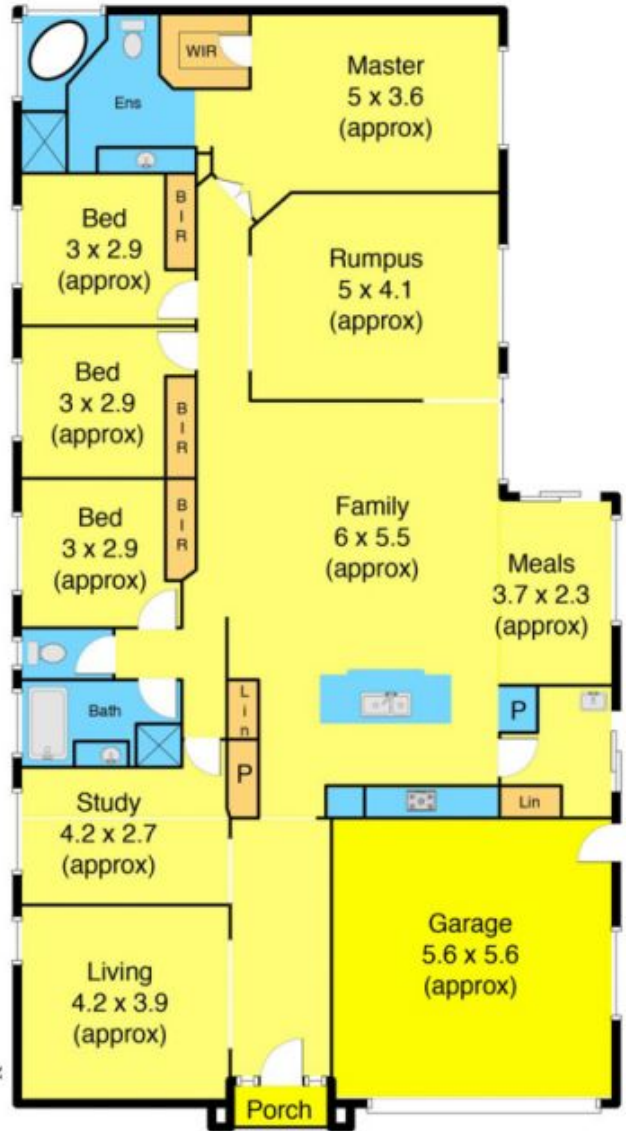 WIR
Ens
Master
5 x 3.6
(approx)
Bed
3 x 2.9
(approx)
B
I
R
Rumpus
5 x 4.1
(approx)
Bed
3 x 2.9
(approx)
B
I
R
Bed
3 x 2.9
(approx)
B
I
R
Family
6 x 5.5
(approx)
Meals
3.7 x 2.3
(approx)
Bath
L
i
n
P
P
Lin
Study
4.2 x 2.7
(approx)
Living
4.2 x 3.9
(approx)
Garage
5.6 x 5.6
(approx)
Porch